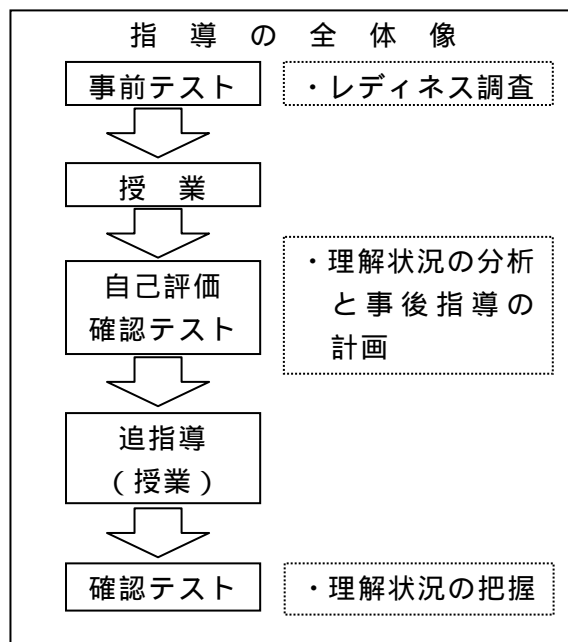 指導の全体像
事前テスト
・レディネス調査
授業
自己評価
確認テスト
・理解状況の分析
と事後指導の
計画
追指導
(授業)
確認テスト
・理解状況の把握